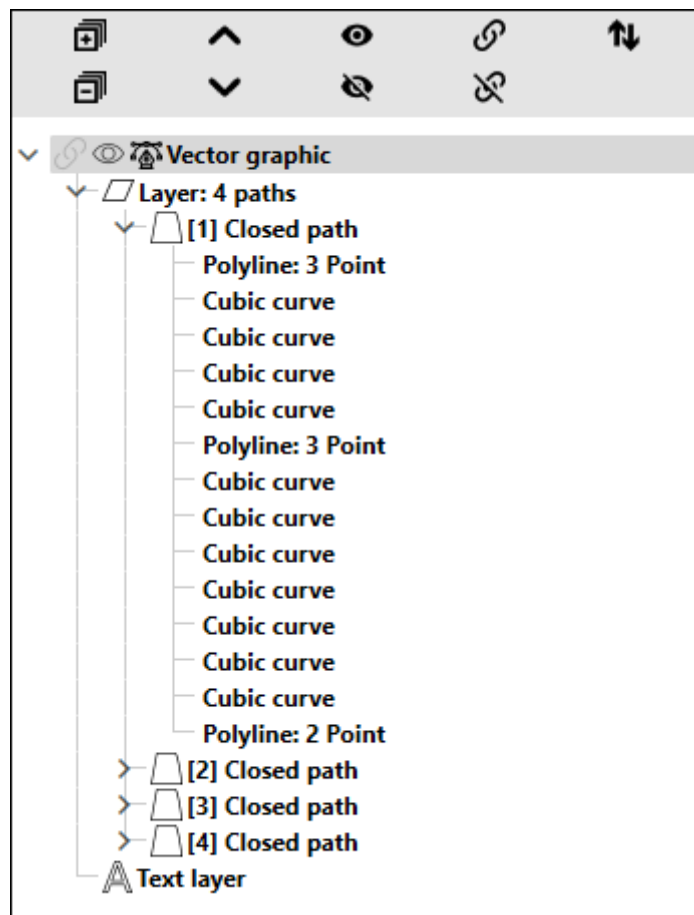 Vector graphic
Layer: 4 paths
[1] Closed path
Polyline: 3 Point
Cubic curve
Cubic curve
Cubic curve
Cubic curve
Polyline: 3 Point
Cubic curve
Cubic curve
Cubic curve
Cubic curve
Cubic curve
Cubic curve
Cubic curve
Polyline: 2 Point
[2] Closed path
[3] Closed path
[4] Closed path
Text layer